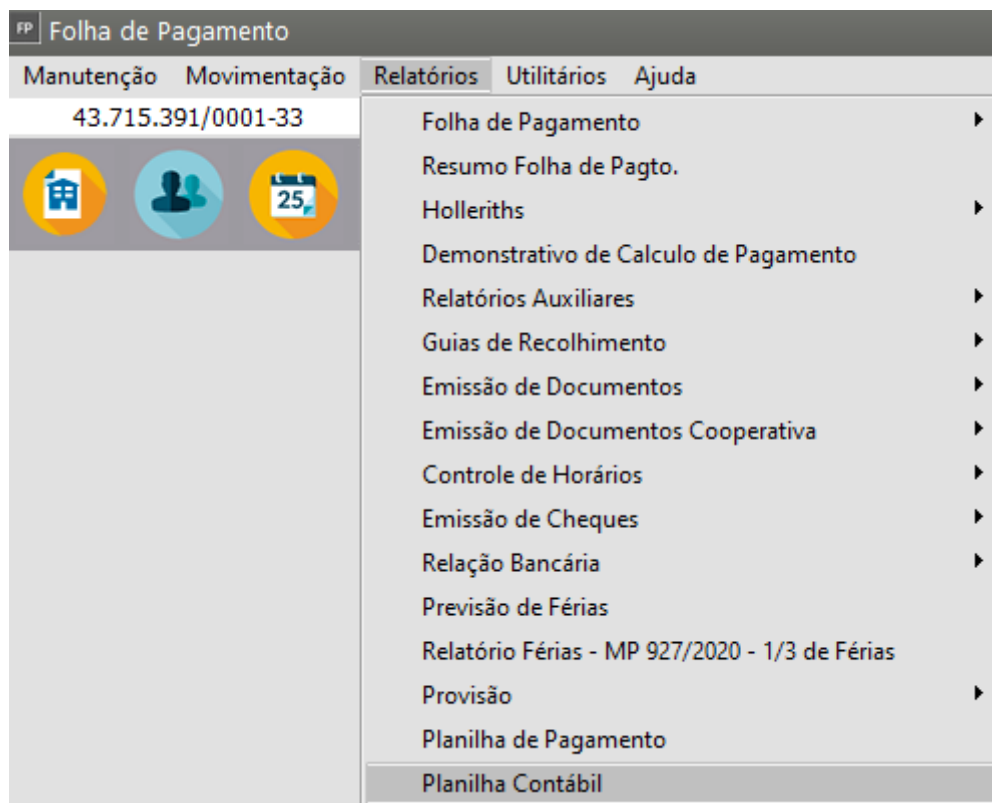 FP Folha de Pagamento
Manutenção Movimentação Relatórios Utilitários Ajuda
43.715.391/0001-33
25
Folha de Pagamento
Resumo Folha de Pagto.
Holleriths
Demonstrativo de Calculo de Pagamento
Relatórios Auxiliares
Guias de Recolhimento
Emissão de Documentos
Emissão de Documentos Cooperativa
Controle de Horários
Emissão de Cheques
Relação Bancária
Previsão de Férias
Relatório Férias - MP 927/2020 - 1/3 de Férias
Provisão
Planilha de Pagamento
Planilha Contábil